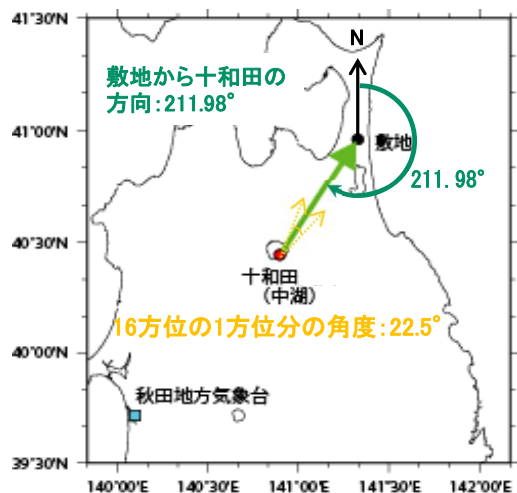 41°30'N
N
敷地から十和田の
方向:211.98°
41°00'N
敷地
211.98°
40°30'N
十和田
(中湖)
16方位の1方位分の角度:22.5°
40°00'N
秋田地方気象台
39°30'N
140°00'E
140°30'E
141°00'E
141°30'E
142°00'E